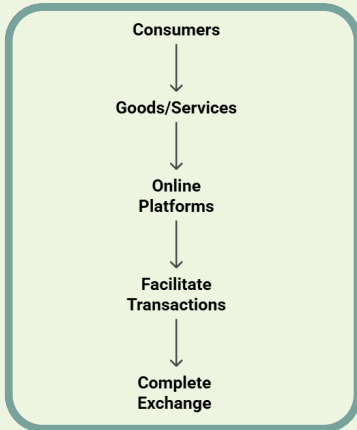 Consumers
Goods/Services
Online
Platforms
Facilitate
Transactions
Complete
Exchange